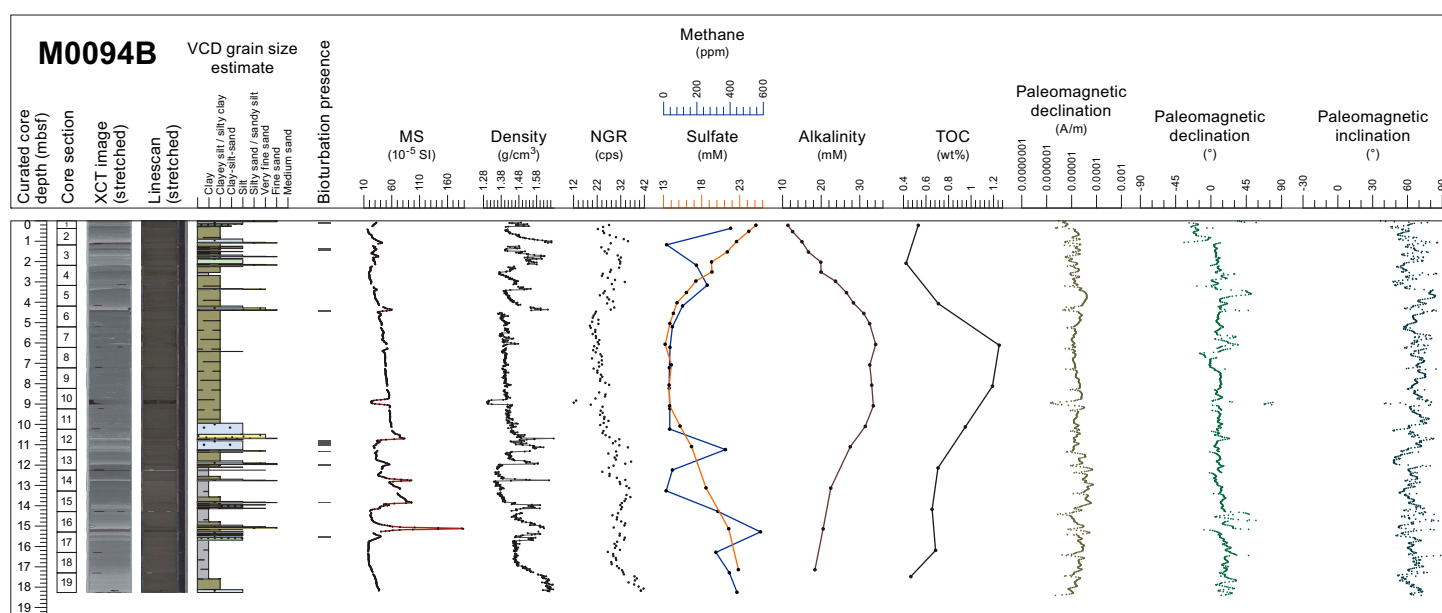 M0094B
Curated core
depth (mbsf)
Core section
XCT image
(stretched)
Linescan
(stretched)
VCD grain size
estimate
Clay
Clayey silt / silty clay
Clay-silt-sand
Silt
Silty sand / sandy silt
Very fine sand
Fine sand
Medium sand
Bioturbation presence
MS
(10⁻⁵ SI)
10 60 110 160
Density
(g/cm³)
1.28 1.38 1.48 1.58
NGR
(cps)
12 22 32 42
Methane
(ppm)
0 200 400 600
Sulfate
(mM)
13 18 23
Alkalinity
(mM)
10 20 30
TOC
(wt%)
0.4 0.6 0.8 1.0 1.2
Paleomagnetic
declination
(A/m)
0.00000001 0.0000001 0.00001 0.0001 0.001
Paleomagnetic
declination
(°)
-90 -45 0 45 90
Paleomagnetic
inclination
(°)
-30 0 30 60 90
0
1
2
3
4
5
6
7
8
9
10
11
12
13
14
15
16
17
18
19
1
2
3
4
5
6
7
8
9
10
11
12
13
14
15
16
17
18
19